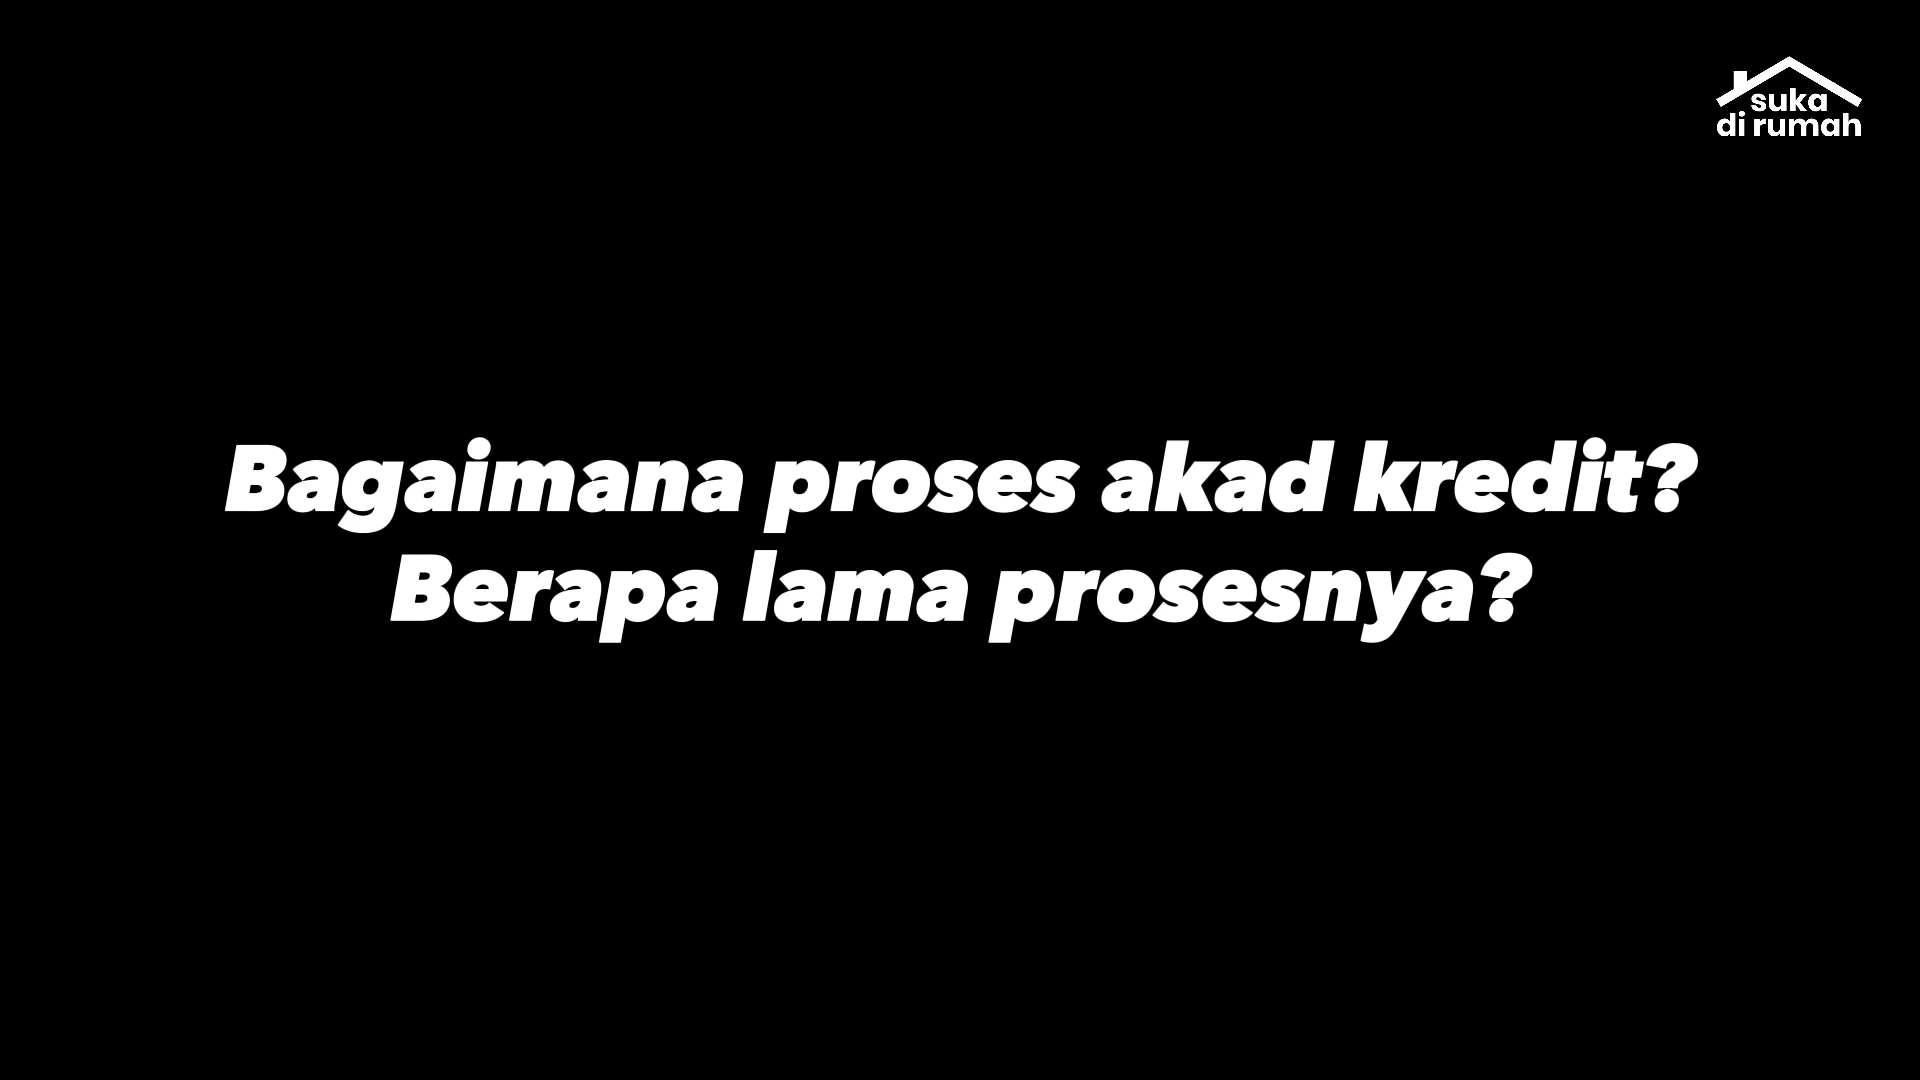 suka
di rumah
Bagaimana proses akad kredit?
Berapa lama prosesnya?